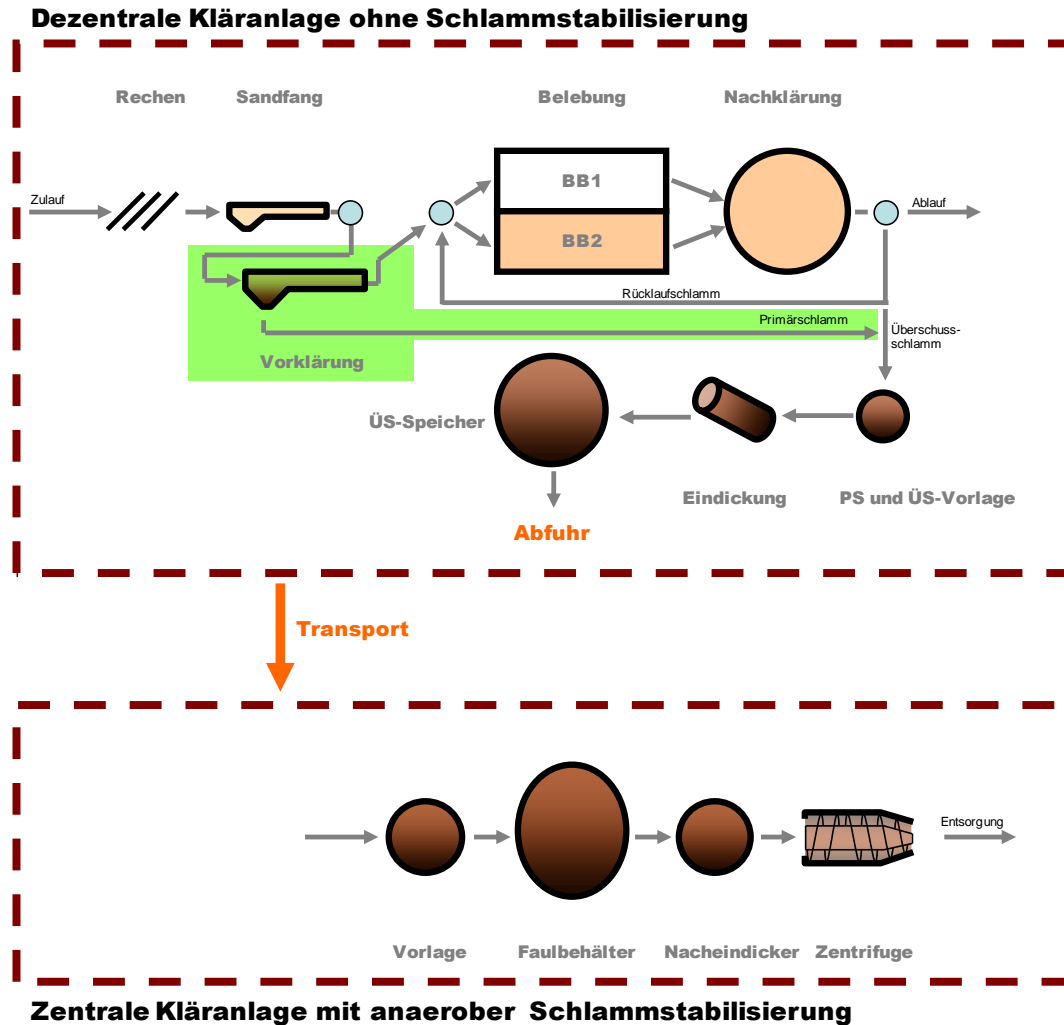 Dezentrale Kläranlage ohne Schlammstabilisierung
Rechen
Sandfang
Belebung
Nachklärung
Zulauf
BB1
BB2
Ablauf
Rücklaufschlamm
Primärschlamm
Überschuss-
schlamm
Vorklärung
ÜS-Speicher
Eindickung
PS und ÜS-Vorlage
Abfuhr
Transport
Entsorgung
Vorlage
Faulbehälter
Nacheindicker
Zentrifuge
Zentrale Kläranlage mit anaerober Schlammstabilisierung